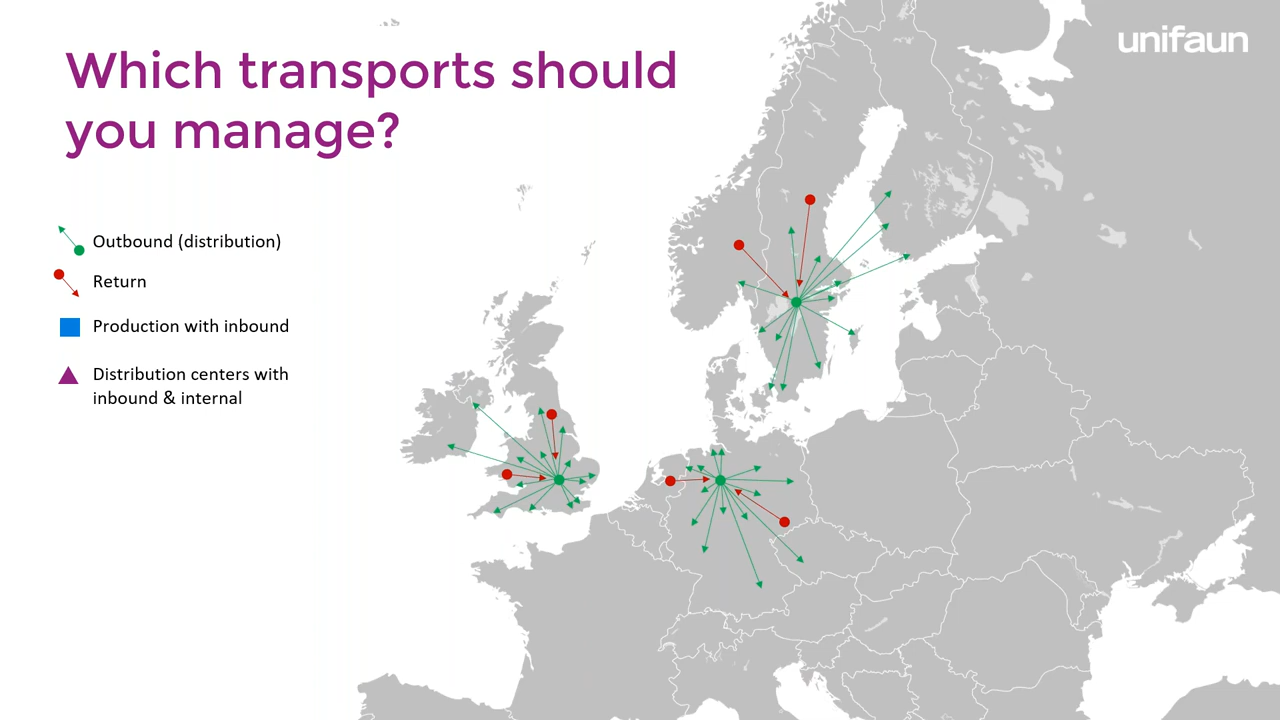 Which transports should
you manage?
unifaun
Outbound (distribution)
Return
Production with inbound
Distribution centers with
inbound & internal